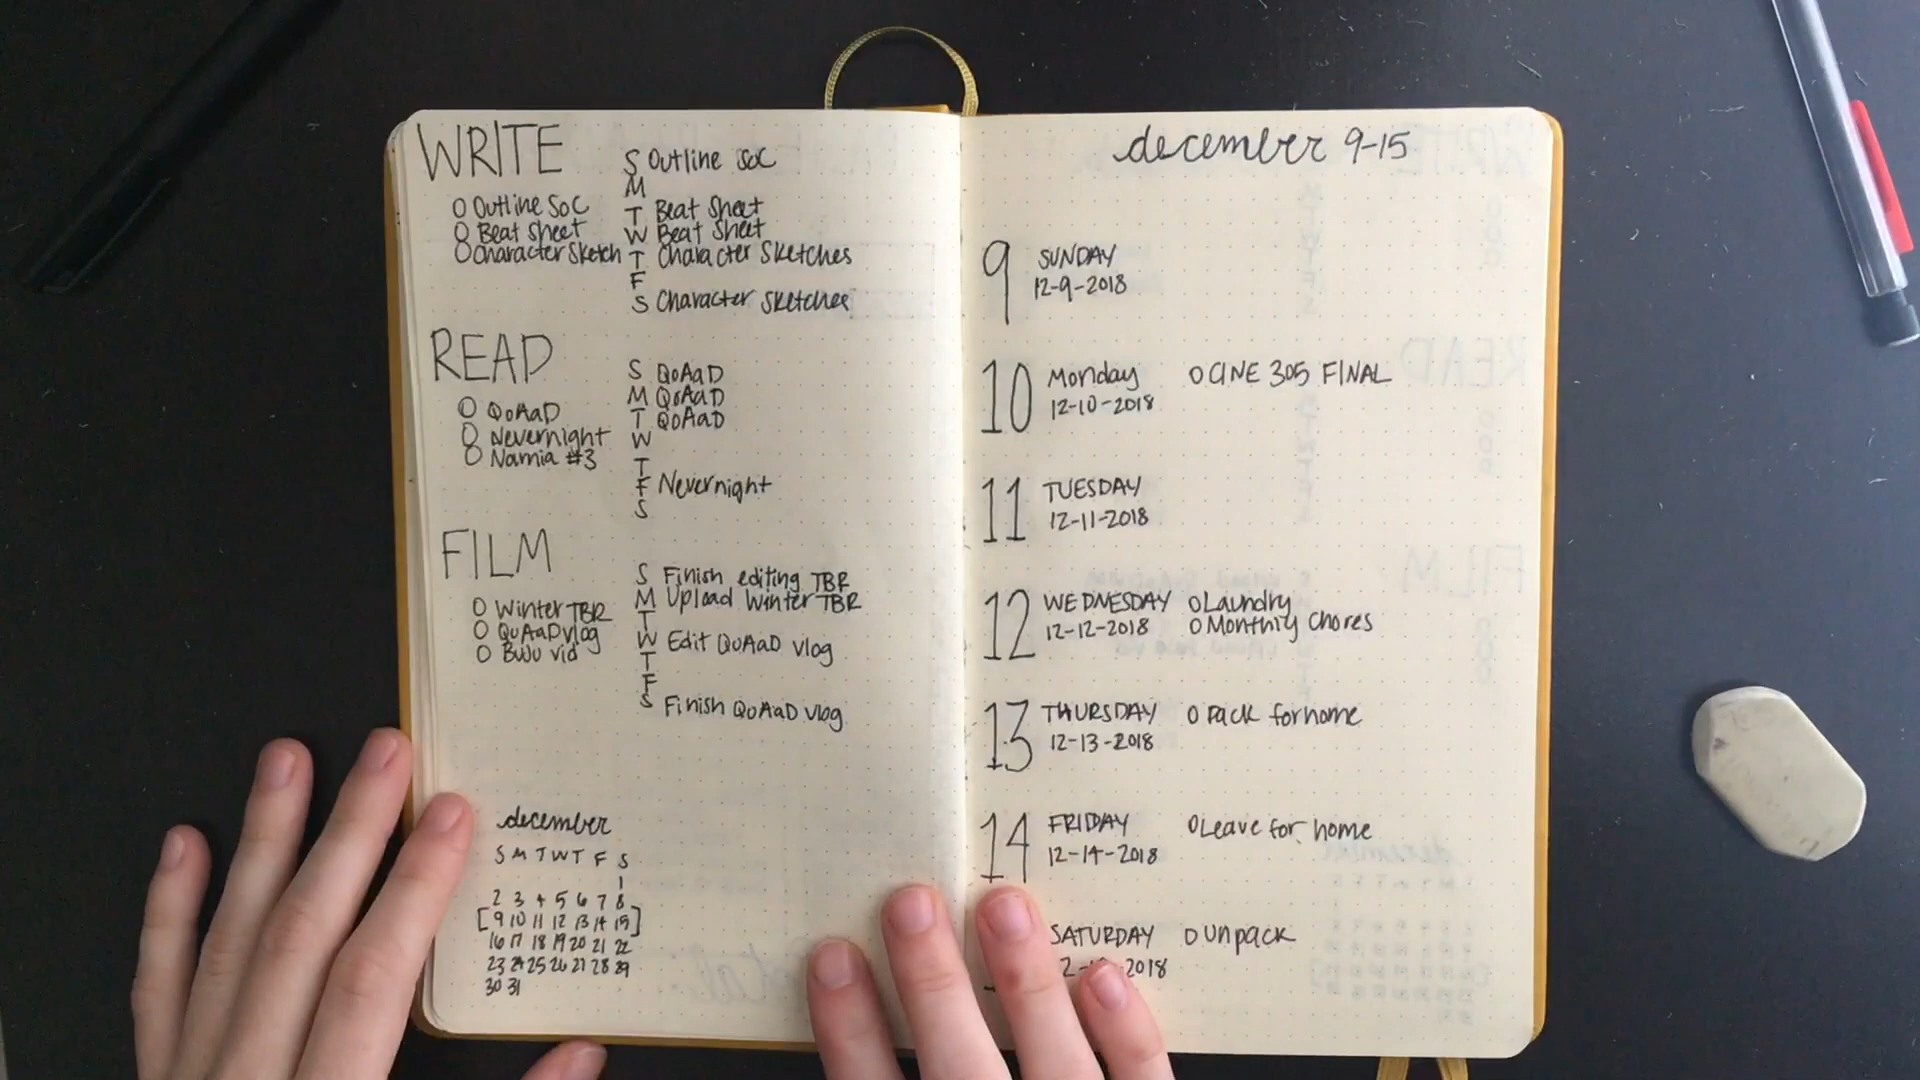 WRITE
O Outline SoC
O Beat Sheet
O Character Sketch
S Outline SoC
M
T Beat Sheet
W Beat Sheet
T Character Sketches
F
S Character Sketches
READ
O QoAaD
O Nevernight
O Narnia #3
S QoAaD
M QoAaD
T QoAaD
W
T
F Nevernight
S
FILM
O Winter TBR
O QoAaD vlog
O BuJo vid
S Finish editing TBR
M Upload Winter TBR
T
W Edit QoAaD vlog
T
F
S Finish QoAaD vlog
december
S M T W T F S
1
2 3 4 5 6 7 8
[9 10 11 12 13 14 15]
16 17 18 19 20 21 22
23 24 25 26 27 28 29
30 31
december 9-15
9 SUNDAY
12-9-2018
10 Monday O CINE 305 FINAL
12-10-2018
11 TUESDAY
12-11-2018
12 WEDNESDAY O Laundry
12-12-2018 O Monthly Chores
13 THURSDAY O Pack for home
12-13-2018
14 FRIDAY O Leave for home
12-14-2018
SATURDAY O unpack
2018